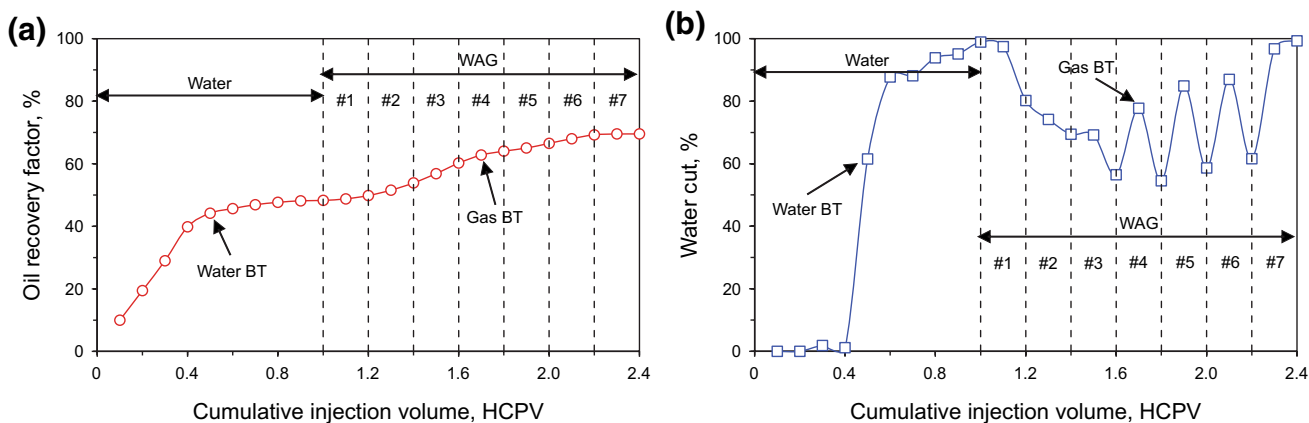 (a)
100
80
60
40
20
0
Oil recovery factor, %
Water
WAG
#1 #2 #3 #4 #5 #6 #7
Water BT
Gas BT
0 0.4 0.8 1.2 1.6 2.0 2.4
Cumulative injection volume, HCPV
(b)
100
80
60
40
20
0
Water cut, %
Water
Gas BT
Water BT
WAG
#1 #2 #3 #4 #5 #6 #7
0 0.4 0.8 1.2 1.6 2.0 2.4
Cumulative injection volume, HCPV